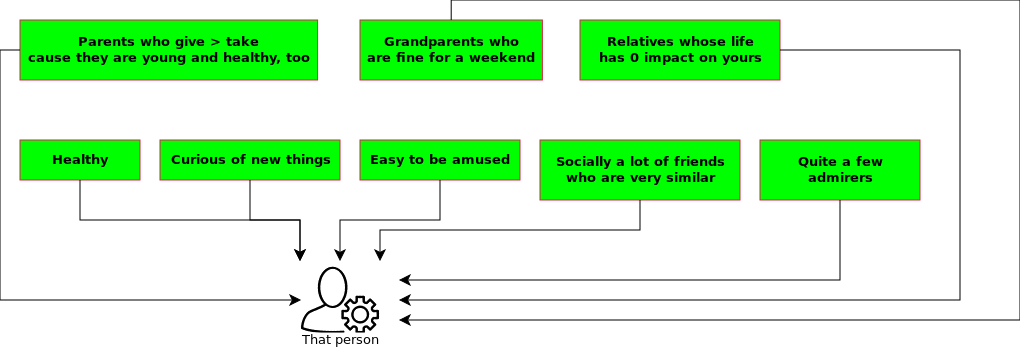 Parents who give > take
cause they are young and healthy, too
Grandparents who
are fine for a weekend
Relatives whose life
has 0 impact on yours
Healthy
Curious of new things
Easy to be amused
Socially a lot of friends
who are very similar
Quite a few
admirers
That person